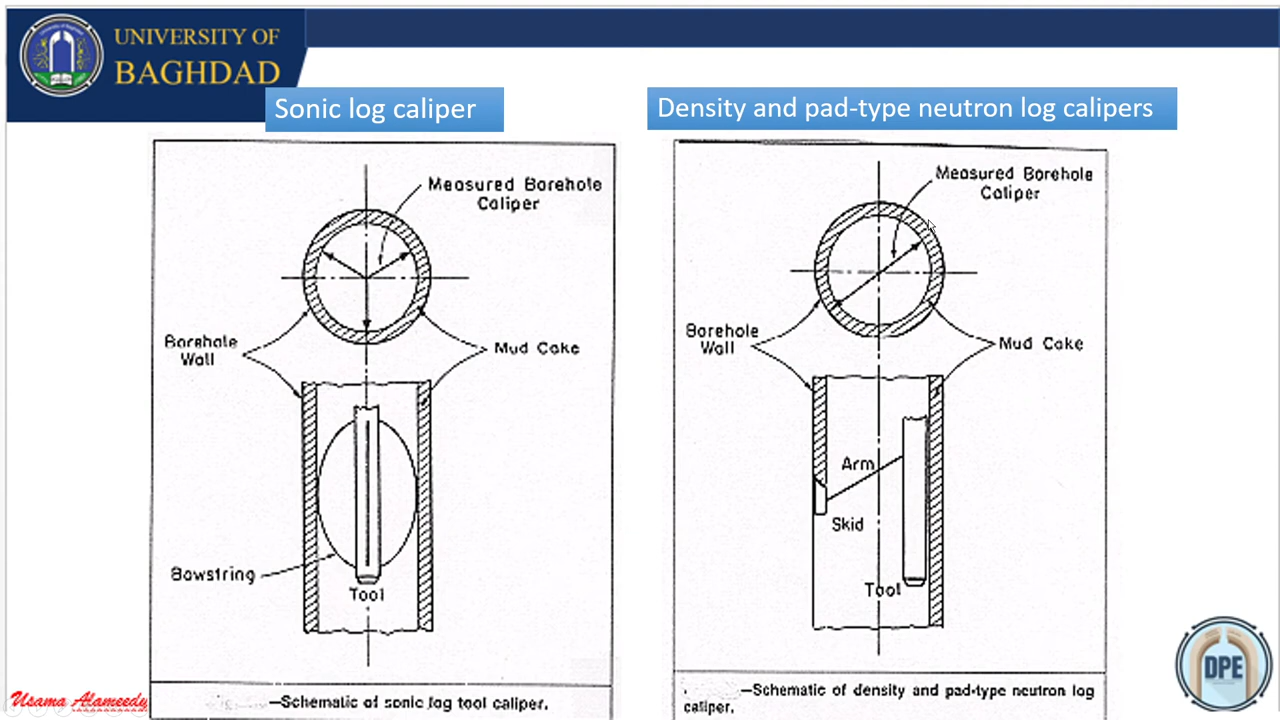 UNIVERSITY OF
BAGHDAD
Sonic log caliper
Measured Borehole
Caliper
Borehole
Wall
Mud Cake
Bowstring
Tool
—Schematic of sonic log tool caliper.
Density and pad-type neutron log calipers
Measured Borehole
Caliper
Borehole
Wall
Mud Cake
Arm
Skid
Tool
—Schematic of density and pad-type neutron log
caliper.
Usama Alameedy
DPE